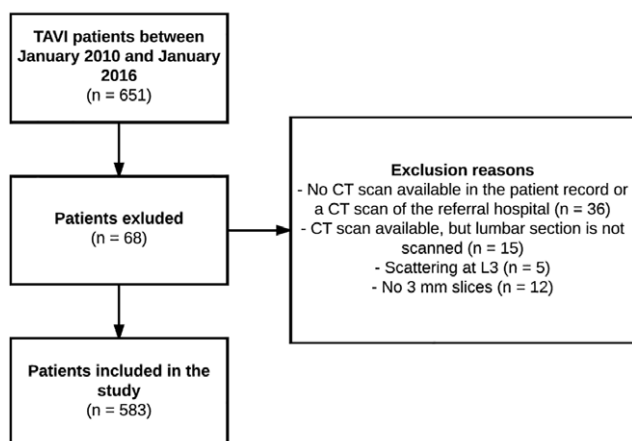 TAVI patients between
January 2010 and January
2016
(n = 651)
Patients exluded
(n = 68)
Exclusion reasons
- No CT scan available in the patient record or
a CT scan of the referral hospital (n = 36)
- CT scan available, but lumbar section is not
scanned (n = 15)
- Scattering at L3 (n = 5)
- No 3 mm slices (n = 12)
Patients included in the
study
(n = 583)